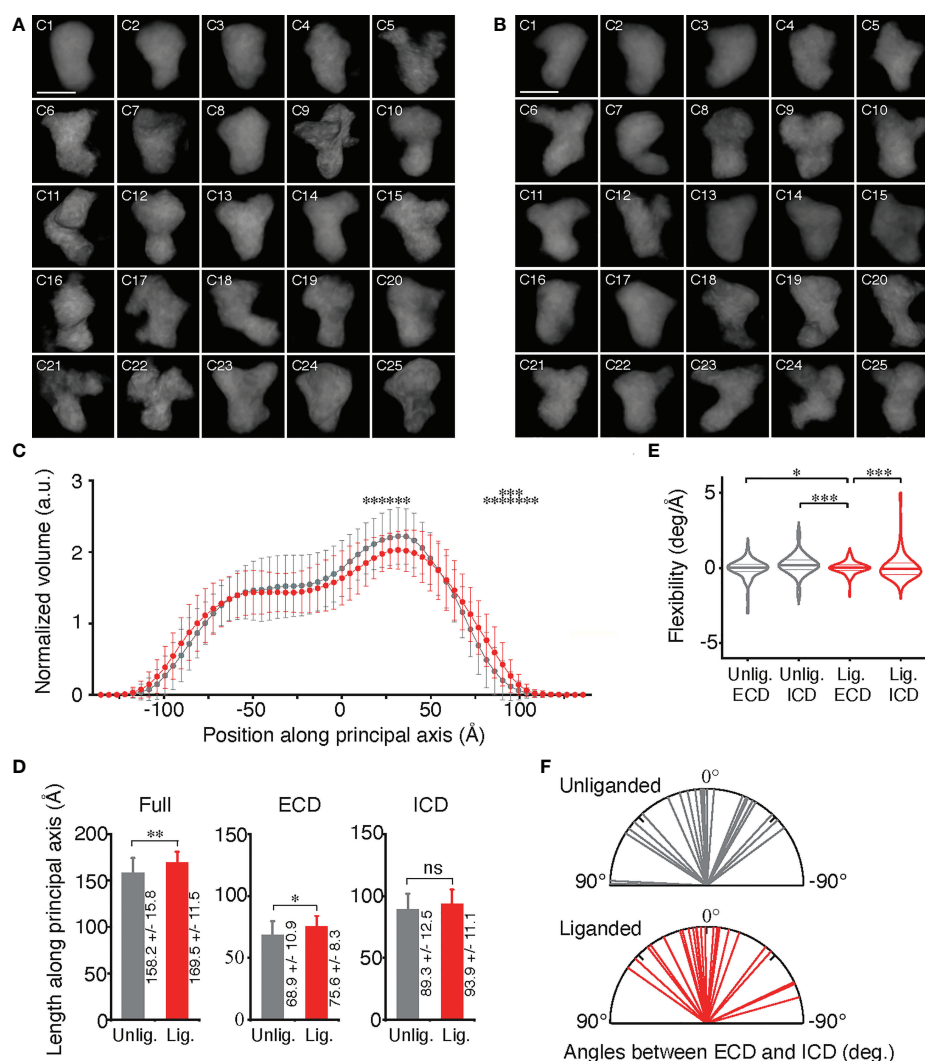 A
C1 C2 C3 C4 C5
C6 C7 C8 C9 C10
C11 C12 C13 C14 C15
C16 C17 C18 C19 C20
C21 C22 C23 C24 C25
B
C1 C2 C3 C4 C5
C6 C7 C8 C9 C10
C11 C12 C13 C14 C15
C16 C17 C18 C19 C20
C21 C22 C23 C24 C25
C
Normalized volume (a.u.)
3
2
1
0
***
****** *******
-100 -50 0 50 100
Position along principal axis (Å)
E
Flexibility (deg/Å)
5
0
-5
* ***
***
Unlig. Unlig. Lig. Lig.
ECD ICD ECD ICD
D
Length along principal axis (Å)
Full
200
150
100
50
0
**
158.2 +/- 15.8
169.5 +/- 11.5
Unlig. Lig.
ECD
150
100
50
0
*
68.9 +/- 10.9
75.6 +/- 8.3
Unlig. Lig.
ICD
150
100
50
0
ns
89.3 +/- 12.5
93.9 +/- 11.1
Unlig. Lig.
F
Unliganded
0°
90° -90°
Liganded
0°
90° -90°
Angles between ECD and ICD (deg.)